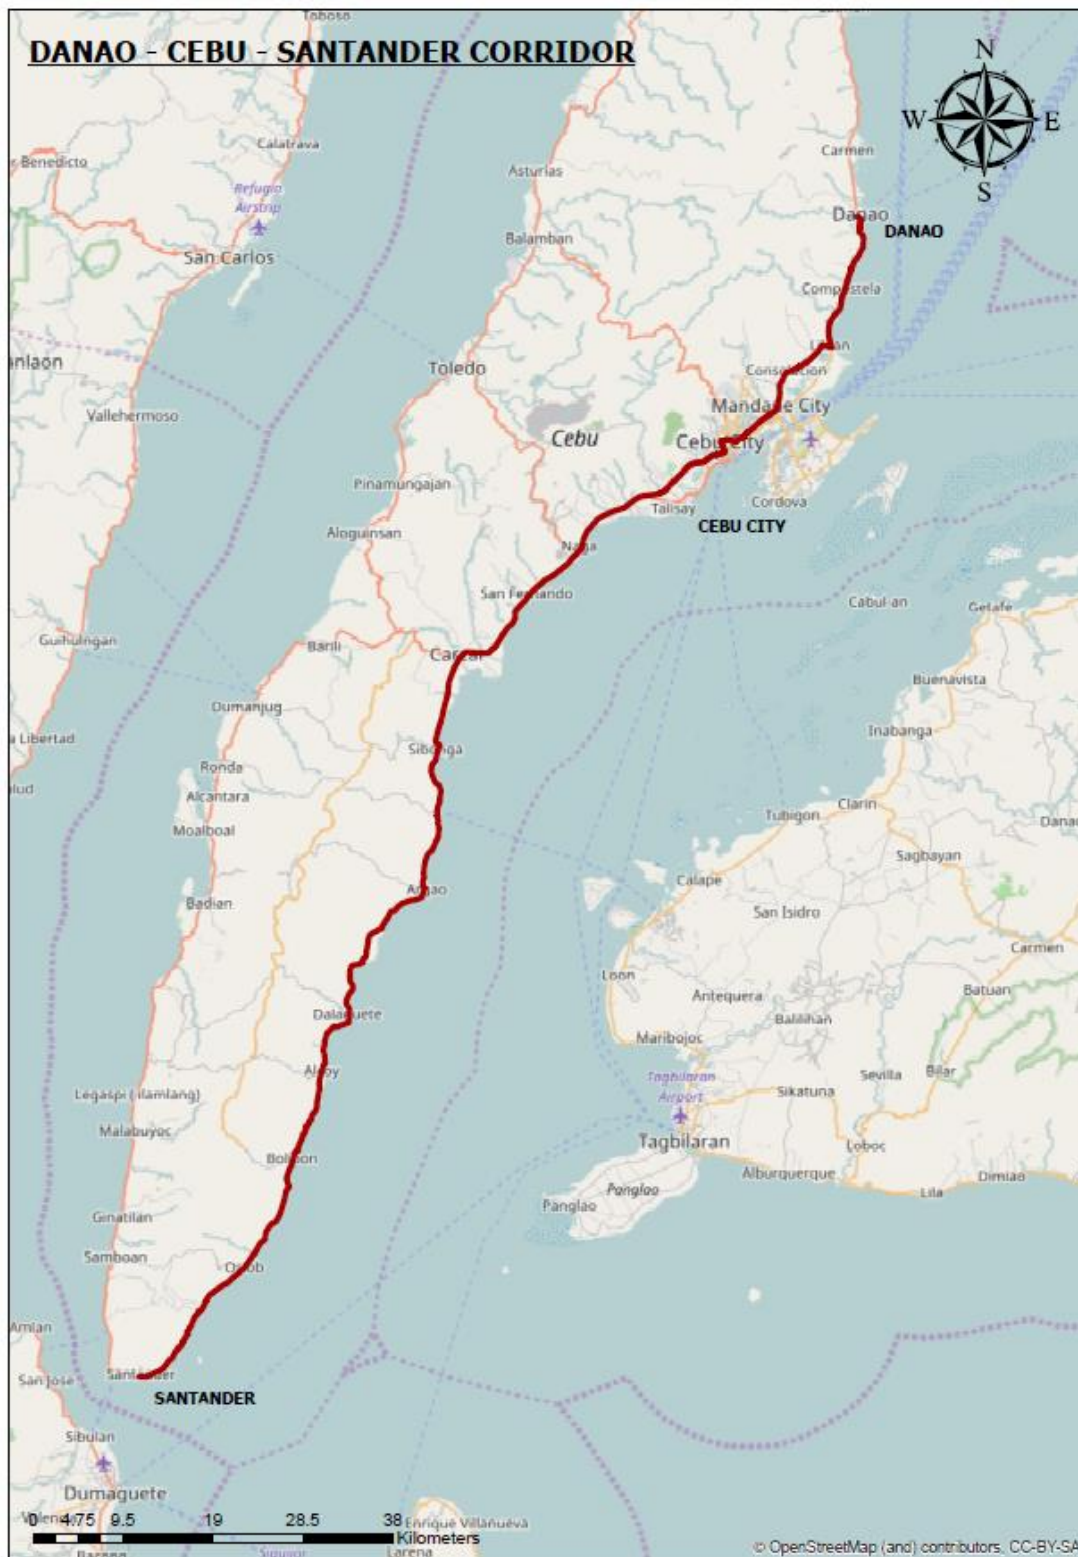 DANAO - CEBU - SANTANDER CORRIDOR
N
W E
S
Toboso
Calatrava
Benedicto
Refugio
Airstrip
San Carlos
Asturias
Balamban
Carmen
Danao
DANAO
Compostela
Liloan
Consolacion
Toledo
Vallehermoso
Mandaue City
Cebu
Cebu City
Pinamungajan
Cordova
Talisay
CEBU CITY
Aloguinsan
Naga
San Fernando
Cabul-an
Getafe
Guihulngan
Barili
Carcar
Buenavista
Dumanjug
Inabanga
a Libertad
Sibonga
Ronda
Alcantara
Clarin
Tubigon
Moalboal
Sagbayan
Calape
Argao
Badian
San Isidro
Carmen
Loon
Antequera
Batuan
Dalaguete
Balilihan
Maribojoc
Alcoy
Tagbilaran
Airport
Sevilla
Bilar
Sikatuna
Malabuyoc
Tagbilaran
Loboc
Boljoon
Alburquerque
Dimiao
Panglao
Lila
Panglao
Ginatilan
Samboan
Oslob
Amlan
San Jose
Santander
SANTANDER
Sibulan
Dumaguete
0 4.75 9.5 19 28.5 38
Kilometers
Enrique Villanueva
Larena
© OpenStreetMap (and) contributors, CC-BY-SA